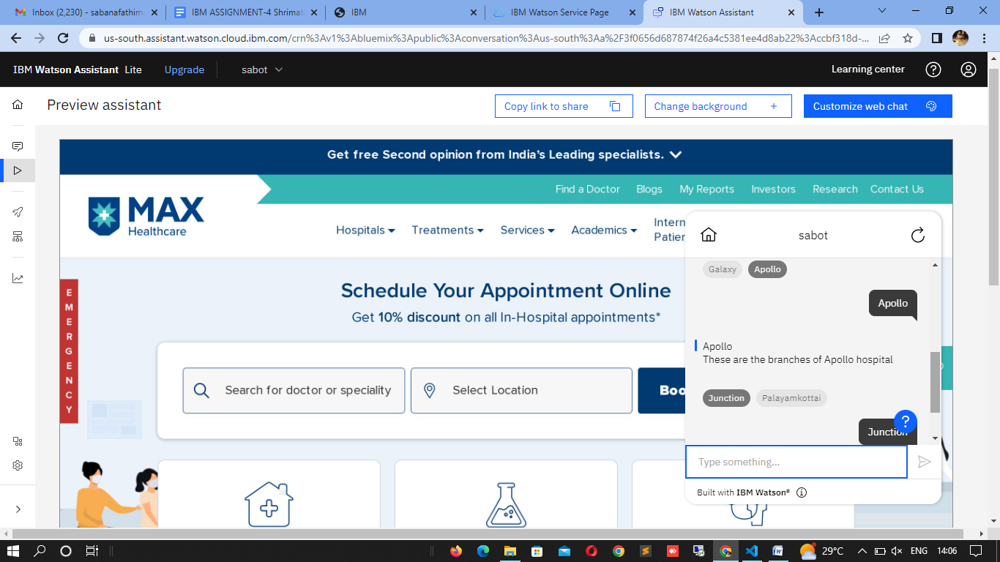 Inbox (2,230) - sabanafathima
IBM ASSIGNMENT-4 Shrimat
IBM
IBM Watson Service Page
IBM Watson Assistant
us-south.assistant.watson.cloud.ibm.com/crn%3Av1%3Abluemix%3Apublic%3Aconversation%3Aus-south%3Aa%2F3f0656d687874f26a4c5381ee4d8ab22%3Accbf318d-...
IBM Watson Assistant Lite
Upgrade
sabot
Learning center
Preview assistant
Copy link to share
Change background
Customize web chat
Get free Second opinion from India's Leading specialists.
Find a Doctor
Blogs
My Reports
Investors
Research
Contact Us
MAX
Healthcare
Hospitals
Treatments
Services
Academics
Intern
Patien
EMERGENCY
Schedule Your Appointment Online
Get 10% discount on all In-Hospital appointments*
Search for doctor or speciality
Select Location
Boo
sabot
Galaxy
Apollo
Apollo
Apollo
These are the branches of Apollo hospital
Junction
Palayamkottai
Junction
?
Type something...
Built with IBM Watson®
29°C
ENG
14:06